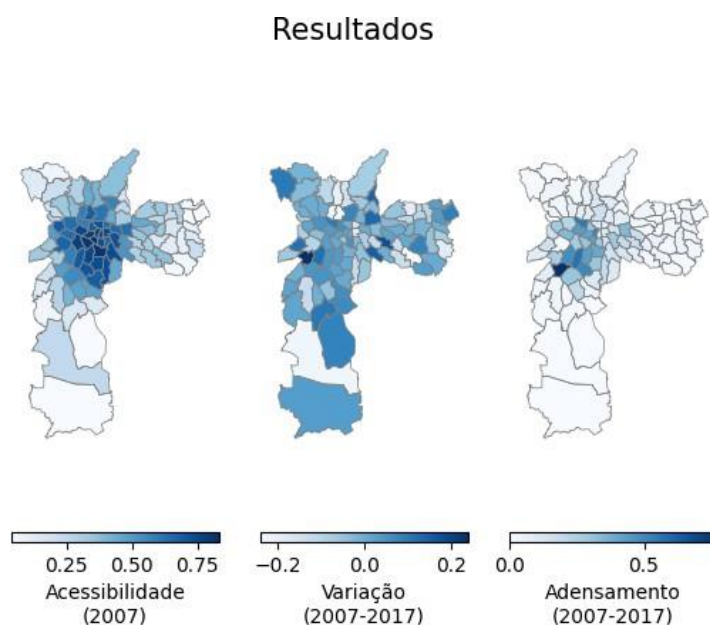 Resultados
0.25 0.50 0.75
Acessibilidade
(2007)
−0.2 0.0 0.2
Variação
(2007-2017)
0.0 0.5
Adensamento
(2007-2017)